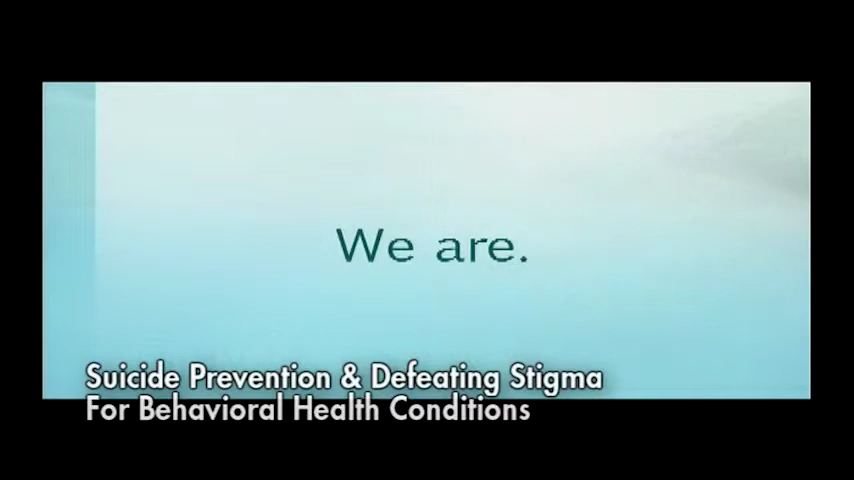 We are.
Suicide Prevention & Defeating Stigma
For Behavioral Health Conditions